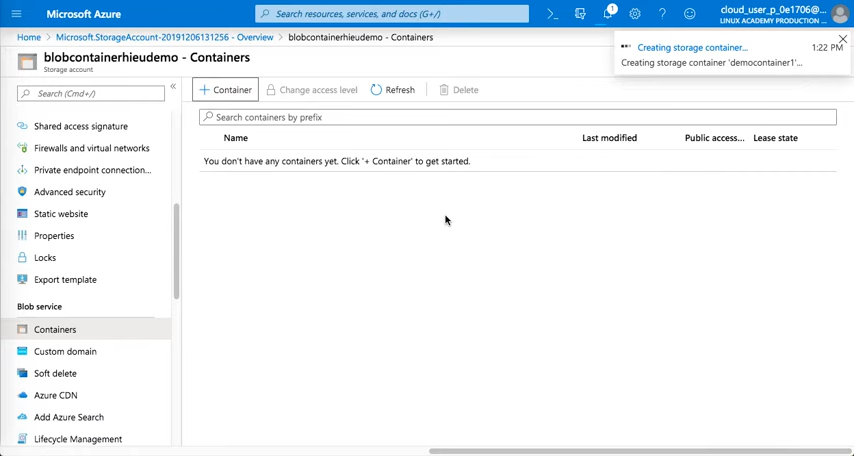 Microsoft Azure
Search resources, services, and docs (G+/)
1
cloud_user_p_0e1706@...
LINUX ACADEMY PRODUCTION ...
Home > Microsoft.StorageAccount-20191206131256 - Overview > blobcontainerhieudemo - Containers
blobcontainerhieudemo - Containers
Storage account
Creating storage container...
1:22 PM
Creating storage container 'democontainer1'...
Search (Cmd+/)
Container
Change access level
Refresh
Delete
Search containers by prefix
Name
Last modified
Public access...
Lease state
You don't have any containers yet. Click '+ Container' to get started.
Shared access signature
Firewalls and virtual networks
Private endpoint connection...
Advanced security
Static website
Properties
Locks
Export template
Blob service
Containers
Custom domain
Soft delete
Azure CDN
Add Azure Search
Lifecycle Management